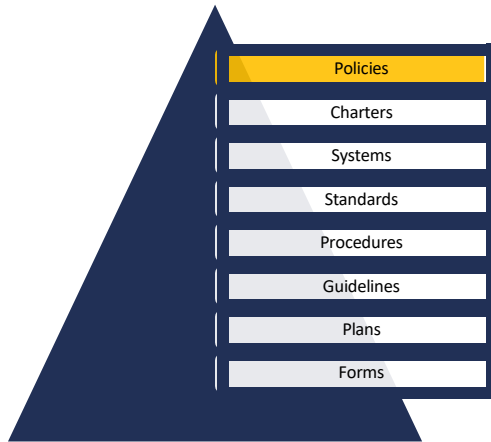 Policies
Charters
Systems
Standards
Procedures
Guidelines
Plans
Forms